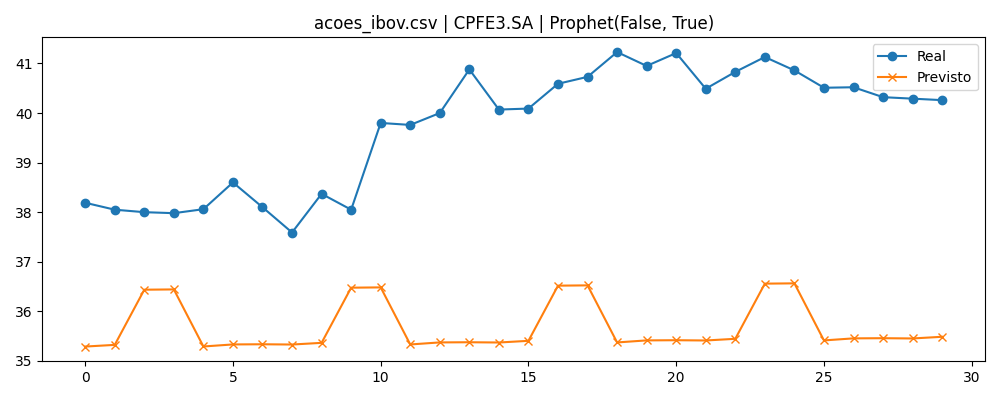 acoes_ibov.csv | CPFE3.SA | Prophet(False, True)
Real
Previsto
41
40
39
38
37
36
35
0 5 10 15 20 25 30